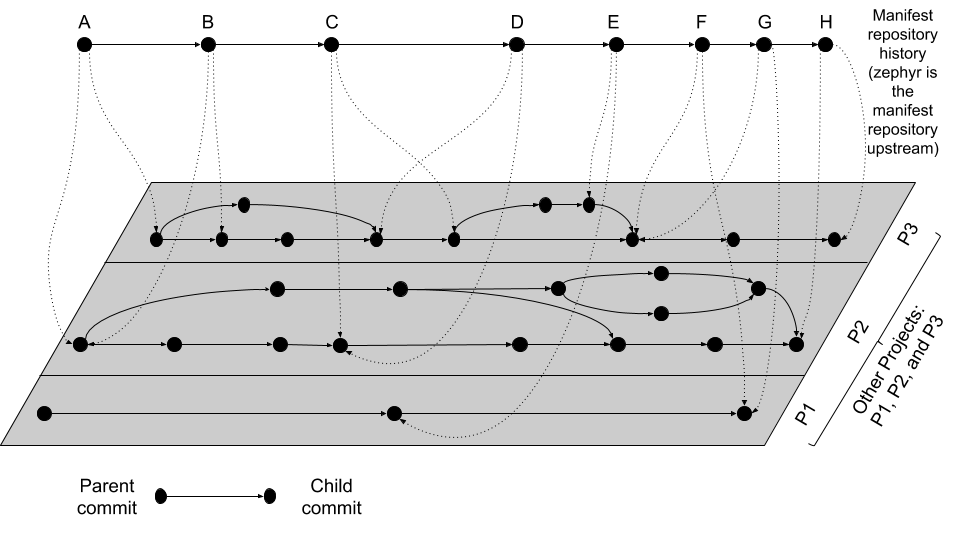 A B C D E F G H
Manifest
repository
history
(zephyr is
the
manifest
repository
upstream)
P3
P2
P1
Other Projects:
P1, P2, and P3
Parent
commit
Child
commit